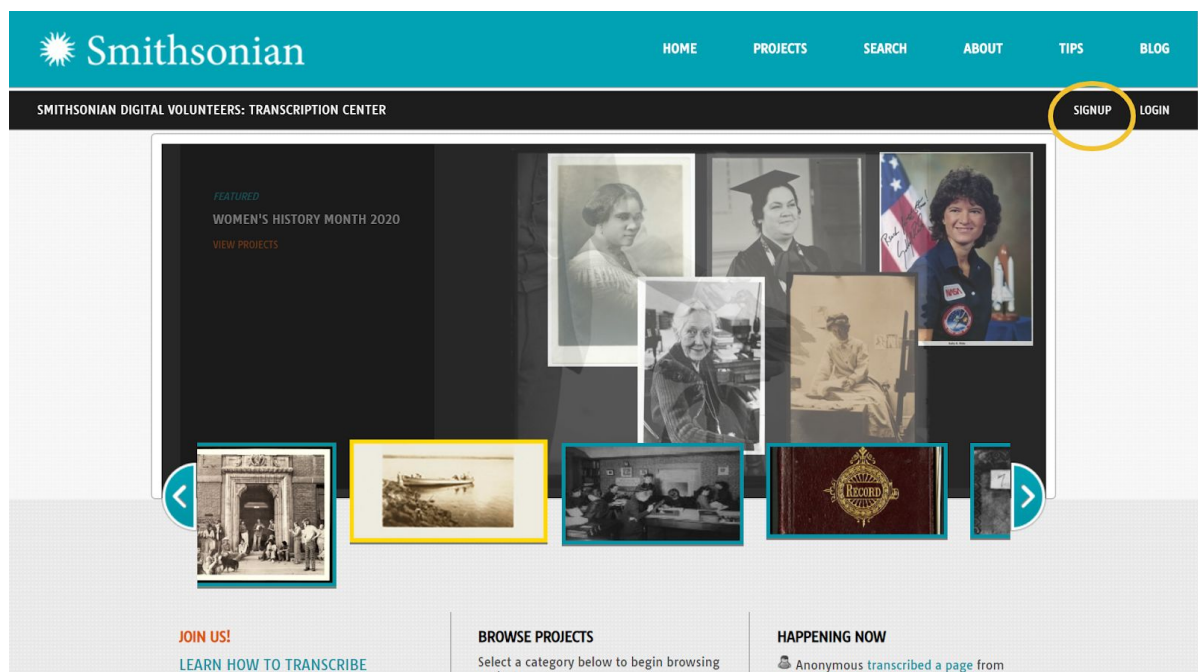 Smithsonian
HOME PROJECTS SEARCH ABOUT TIPS BLOG
SMITHSONIAN DIGITAL VOLUNTEERS: TRANSCRIPTION CENTER
SIGNUP LOGIN
FEATURED
WOMEN'S HISTORY MONTH 2020
VIEW PROJECTS
NASA
RECORD
7
JOIN US!
LEARN HOW TO TRANSCRIBE
BROWSE PROJECTS
Select a category below to begin browsing
HAPPENING NOW
Anonymous transcribed a page from